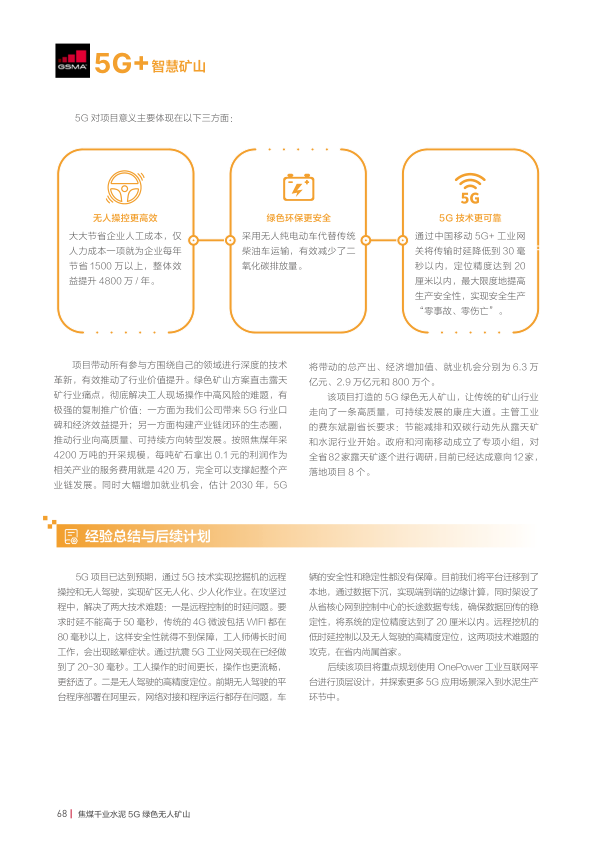 GSMA
5G+智慧矿山
5G 对项目意义主要体现在以下三方面：
无人操控更高效
大大节省企业人工成本，仅
人力成本一项就为企业每年
节省 1500 万以上，整体效
益提升 4800 万 / 年。
绿色环保更安全
采用无人纯电动车代替传统
柴油车运输，有效减少了二
氧化碳排放量。
5G
5G 技术更可靠
通过中国移动 5G+ 工业网
关将传输时延降低到 30 毫
秒以内，定位精度达到 20
厘米以内，最大限度地提高
生产安全性，实现安全生产
“零事故、零伤亡”。
项目带动所有参与方围绕自己的领域进行深度的技术
革新，有效推动了行业价值提升。绿色矿山方案直击露天
矿行业痛点，彻底解决人工现场操作中高风险的难题，有
极强的复制推广价值：一方面为我们公司带来 5G 行业口
碑和经济效益提升；另一方面构建产业链闭环的生态圈，
推动行业向高质量、可持续方向转型发展。按照焦煤年采
4200 万吨的开采规模，每吨矿石拿出 0.1 元的利润作为
相关产业的服务费用就是 420 万，完全可以支撑起整个产
业链发展。同时大幅增加就业机会，估计 2030 年，5G
将带动的总产出、经济增加值、就业机会分别为 6.3 万
亿元、2.9 万亿元和 800 万个。
该项目打造的 5G 绿色无人矿山，让传统的矿山行业
走向了一条高质量，可持续发展的康庄大道。主管工业
的费东斌副省长要求：节能减排和双碳行动先从露天矿
和水泥行业开始。政府和河南移动成立了专项小组，对
全省 82 家露天矿逐个进行调研，目前已经达成意向 12 家，
落地项目 8 个。
经验总结与后续计划
5G 项目已达到预期，通过 5G 技术实现挖掘机的远程
操控和无人驾驶，实现矿区无人化、少人化作业。在攻坚过
程中，解决了两大技术难题：一是远程控制的时延问题。要
求时延不能高于 50 毫秒，传统的 4G 微波包括 WIFI 都在
80 毫秒以上，这样安全性就得不到保障，工人师傅长时间
工作，会出现眩晕症状。通过抗震 5G 工业网关现在已经做
到了 20-30 毫秒。工人操作的时间更长，操作也更流畅，
更舒适了。二是无人驾驶的高精度定位。前期无人驾驶的平
台程序部署在阿里云，网络对接和程序运行都存在问题，车
辆的安全性和稳定性都没有保障。目前我们将平台迁移到了
本地，通过数据下沉，实现端到端的边缘计算，同时架设了
从省核心网到控制中心的长途数据专线，确保数据回传的稳
定性，将系统的定位精度达到了 20 厘米以内。远程挖机的
低时延控制以及无人驾驶的高精度定位，这两项技术难题的
攻克，在省内尚属首家。
后续该项目将重点规划使用 OnePower 工业互联网平
台进行顶层设计，并探索更多 5G 应用场景深入到水泥生产
环节中。
68 | 焦煤千业水泥 5G 绿色无人矿山